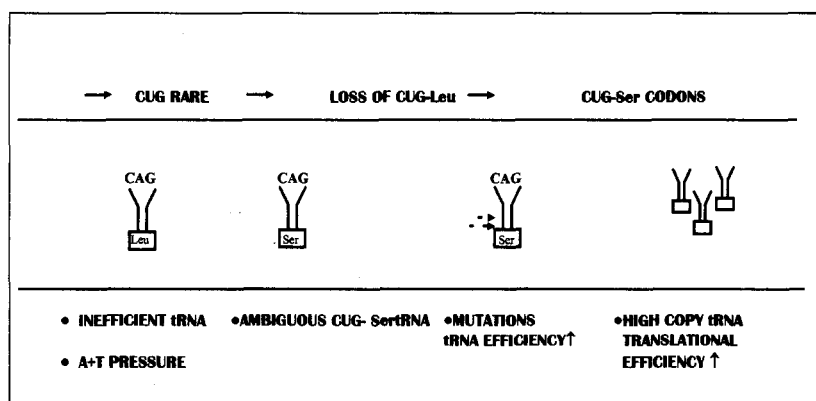 → CUG RARE → LOSS OF CUG-Leu → CUG-Ser CODONS
CAG CAG CAG
Leu Ser Ser
• INEFFICIENT tRNA •AMBIGUOUS CUG- SertRNA •MUTATIONS •HIGH COPY tRNA
tRNA EFFICIENCY↑ TRANSLATIONAL
• A+T PRESSURE EFFICIENCY ↑